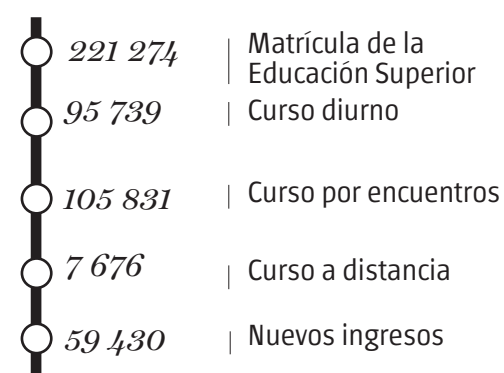 221 274 | Matrícula de la
Educación Superior
95 739 | Curso diurno
105 831 | Curso por encuentros
7 676 | Curso a distancia
59 430 | Nuevos ingresos